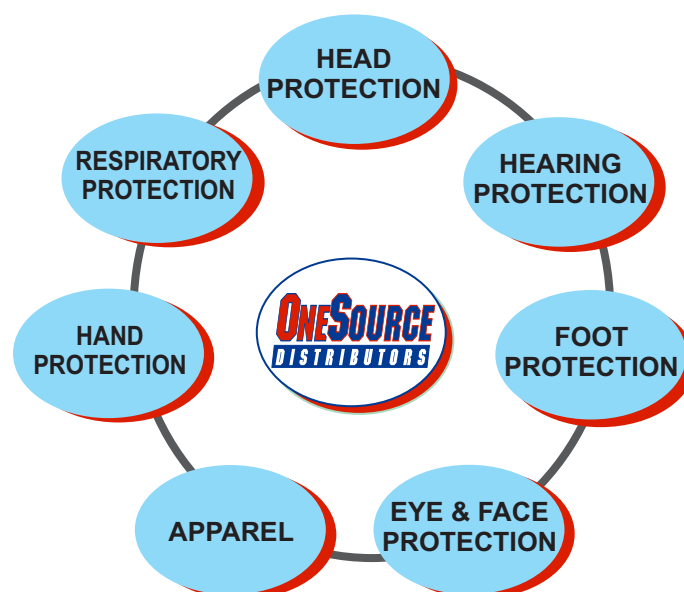 HEAD
PROTECTION
HEARING
PROTECTION
FOOT
PROTECTION
EYE & FACE
PROTECTION
APPAREL
HAND
PROTECTION
RESPIRATORY
PROTECTION
ONESOURCE
DISTRIBUTORS